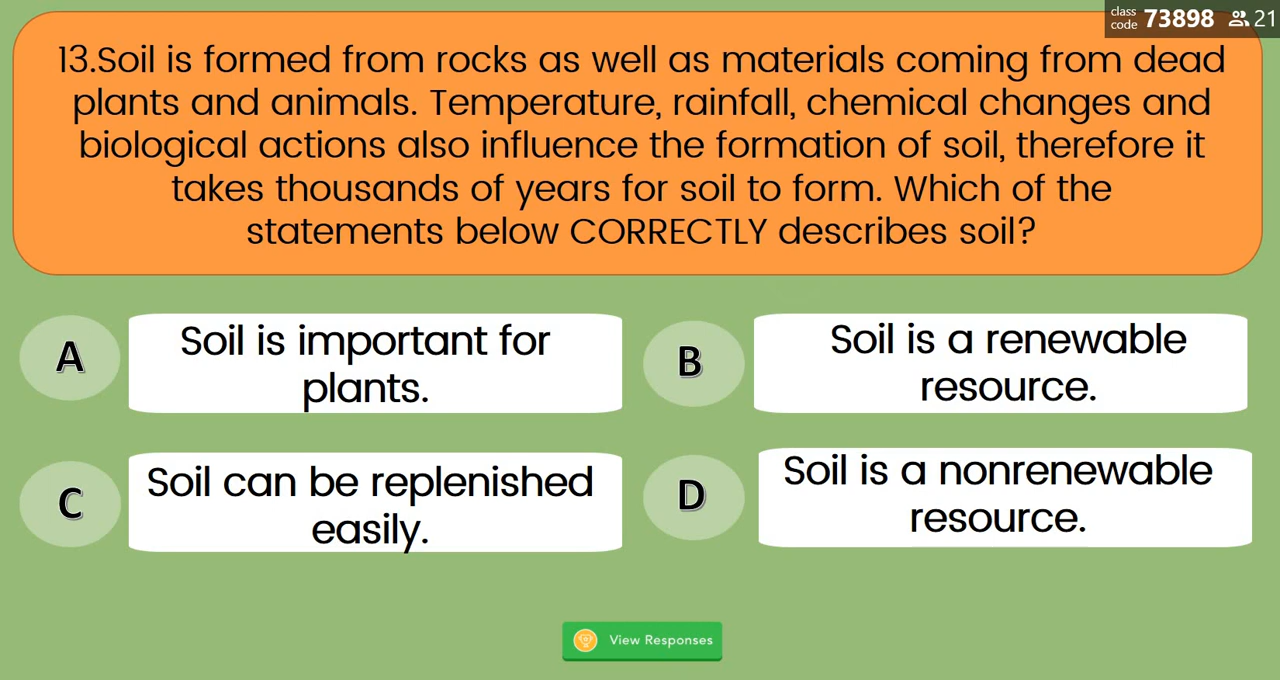 class
code 73898 21
13.Soil is formed from rocks as well as materials coming from dead
plants and animals. Temperature, rainfall, chemical changes and
biological actions also influence the formation of soil, therefore it
takes thousands of years for soil to form. Which of the
statements below CORRECTLY describes soil?
A
Soil is important for
plants.
B
Soil is a renewable
resource.
C
Soil can be replenished
easily.
D
Soil is a nonrenewable
resource.
View Responses